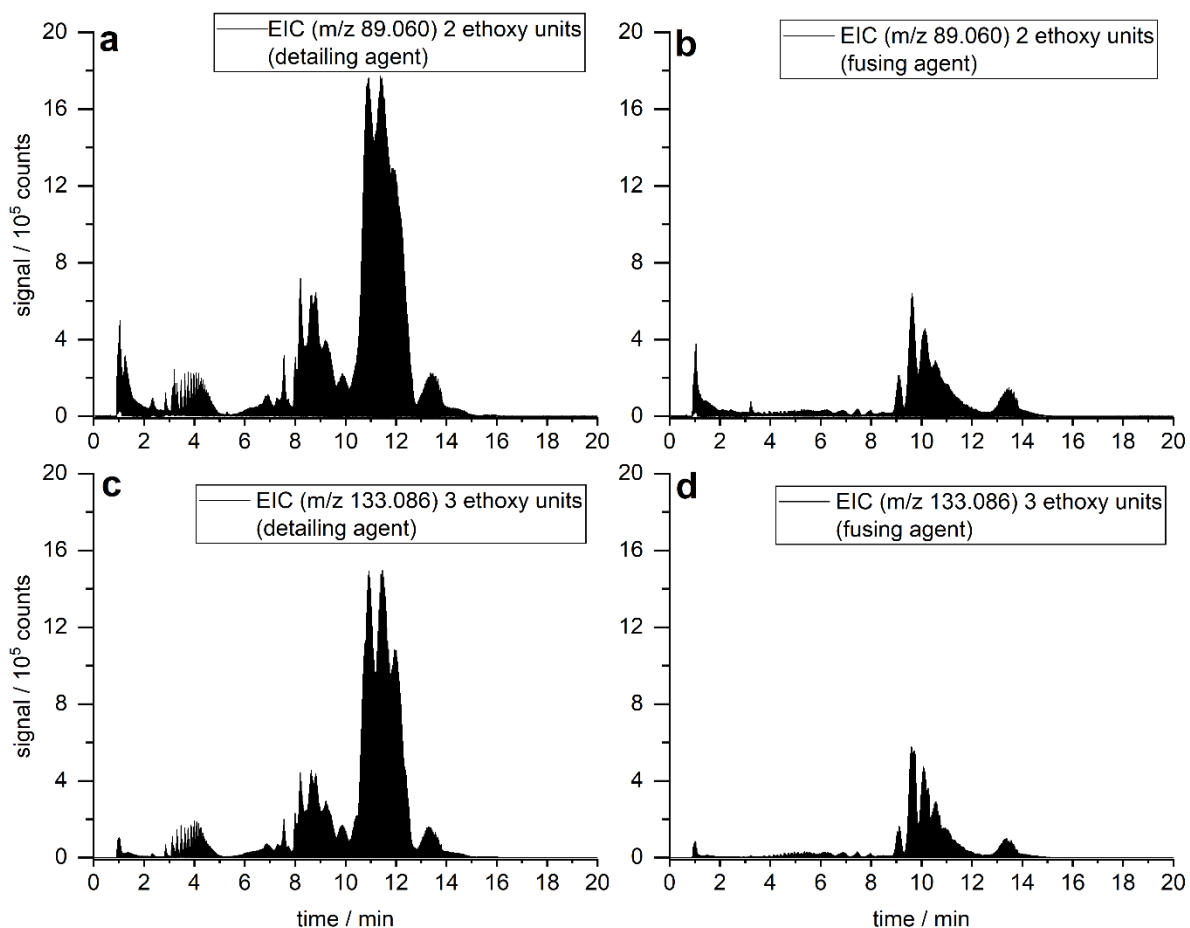 a
EIC (m/z 89.060) 2 ethoxy units
(detailing agent)
signal / 10⁵ counts
20
16
12
8
4
0
0 2 4 6 8 10 12 14 16 18 20
b
EIC (m/z 89.060) 2 ethoxy units
(fusing agent)
20
16
12
8
4
0
0 2 4 6 8 10 12 14 16 18 20
c
EIC (m/z 133.086) 3 ethoxy units
(detailing agent)
signal / 10⁵ counts
20
16
12
8
4
0
0 2 4 6 8 10 12 14 16 18 20
time / min
d
EIC (m/z 133.086) 3 ethoxy units
(fusing agent)
20
16
12
8
4
0
0 2 4 6 8 10 12 14 16 18 20
time / min